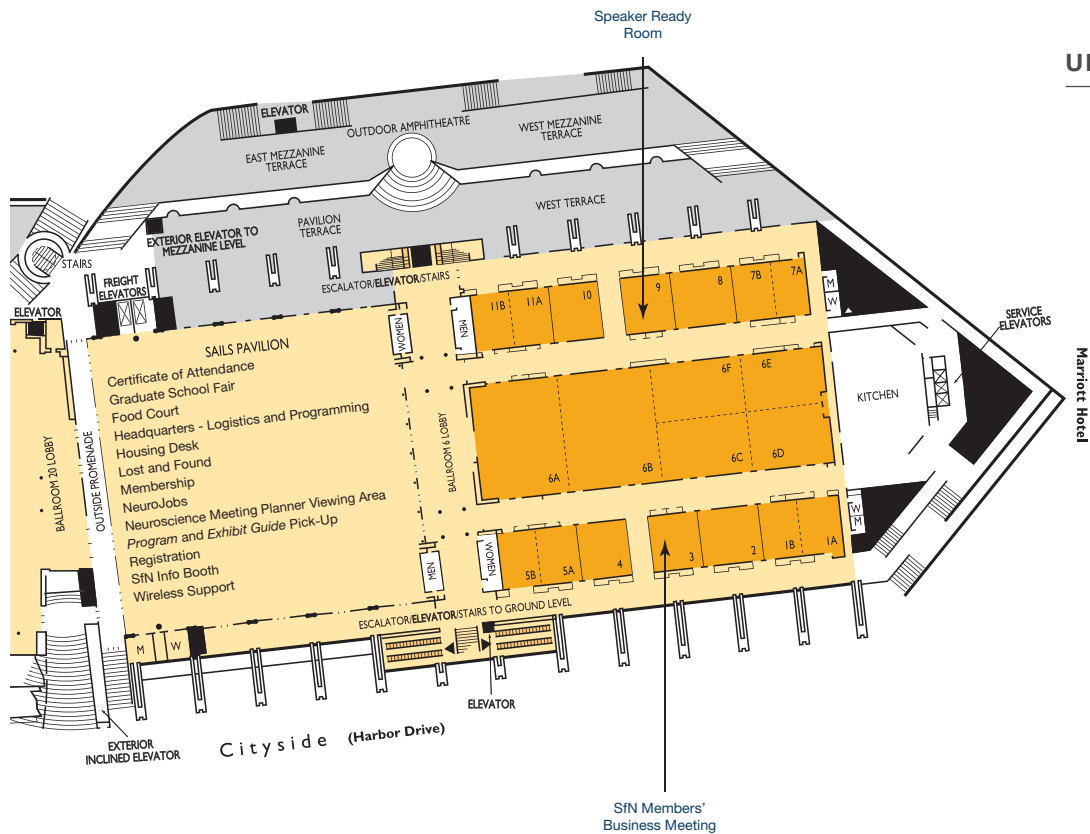 Speaker Ready
Room
ELEVATOR
OUTDOOR AMPHITHEATRE
WEST MEZZANINE
TERRACE
EAST MEZZANINE
TERRACE
WEST TERRACE
PAVILION
TERRACE
EXTERIOR ELEVATOR TO
MEZZANINE LEVEL
STAIRS
FREIGHT
ELEVATORS
ESCALATOR/ELEVATOR/STAIRS
ELEVATOR
11B
11A
10
9
8
7B
7A
M
W
SERVICE
ELEVATORS
WOMEN
MEN
SAILS PAVILION
Certificate of Attendance
Graduate School Fair
Food Court
Headquarters - Logistics and Programming
Housing Desk
Lost and Found
Membership
NeuroJobs
Neuroscience Meeting Planner Viewing Area
Program and Exhibit Guide Pick-Up
Registration
SfN Info Booth
Wireless Support
BALLROOM 20 LOBBY
OUTSIDE PROMENADE
BALLROOM 6 LOBBY
6A
6B
6F
6E
6C
6D
KITCHEN
Marriott Hotel
MEN
WOMEN
5B
5A
4
3
2
1B
1A
W
M
ESCALATOR/ELEVATOR/STAIRS TO GROUND LEVEL
M
W
ELEVATOR
EXTERIOR
INCLINED ELEVATOR
Cityside (Harbor Drive)
SfN Members'
Business Meeting